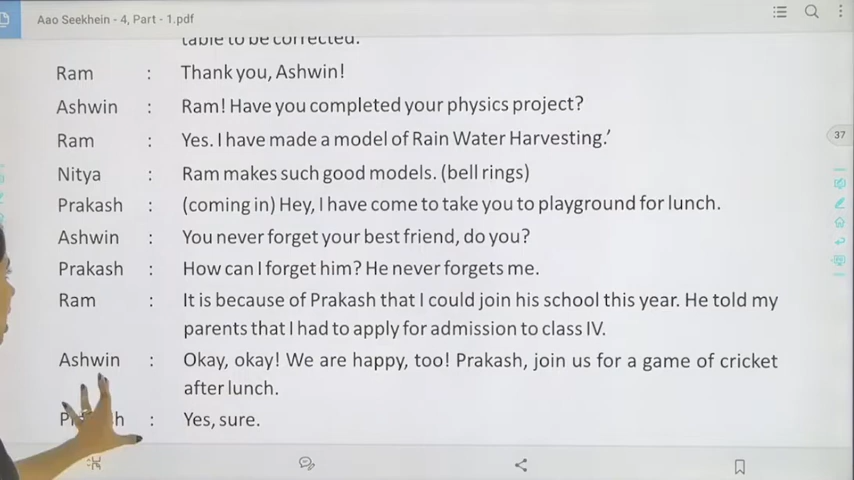 Aao Seekhein - 4, Part - 1.pdf
table to be corrected.
Ram : Thank you, Ashwin!
Ashwin : Ram! Have you completed your physics project?
Ram : Yes. I have made a model of Rain Water Harvesting.'
37
Nitya : Ram makes such good models. (bell rings)
Prakash : (coming in) Hey, I have come to take you to playground for lunch.
Ashwin : You never forget your best friend, do you?
Prakash : How can I forget him? He never forgets me.
Ram : It is because of Prakash that I could join his school this year. He told my
parents that I had to apply for admission to class IV.
Ashwin : Okay, okay! We are happy, too! Prakash, join us for a game of cricket
after lunch.
: Yes, sure.